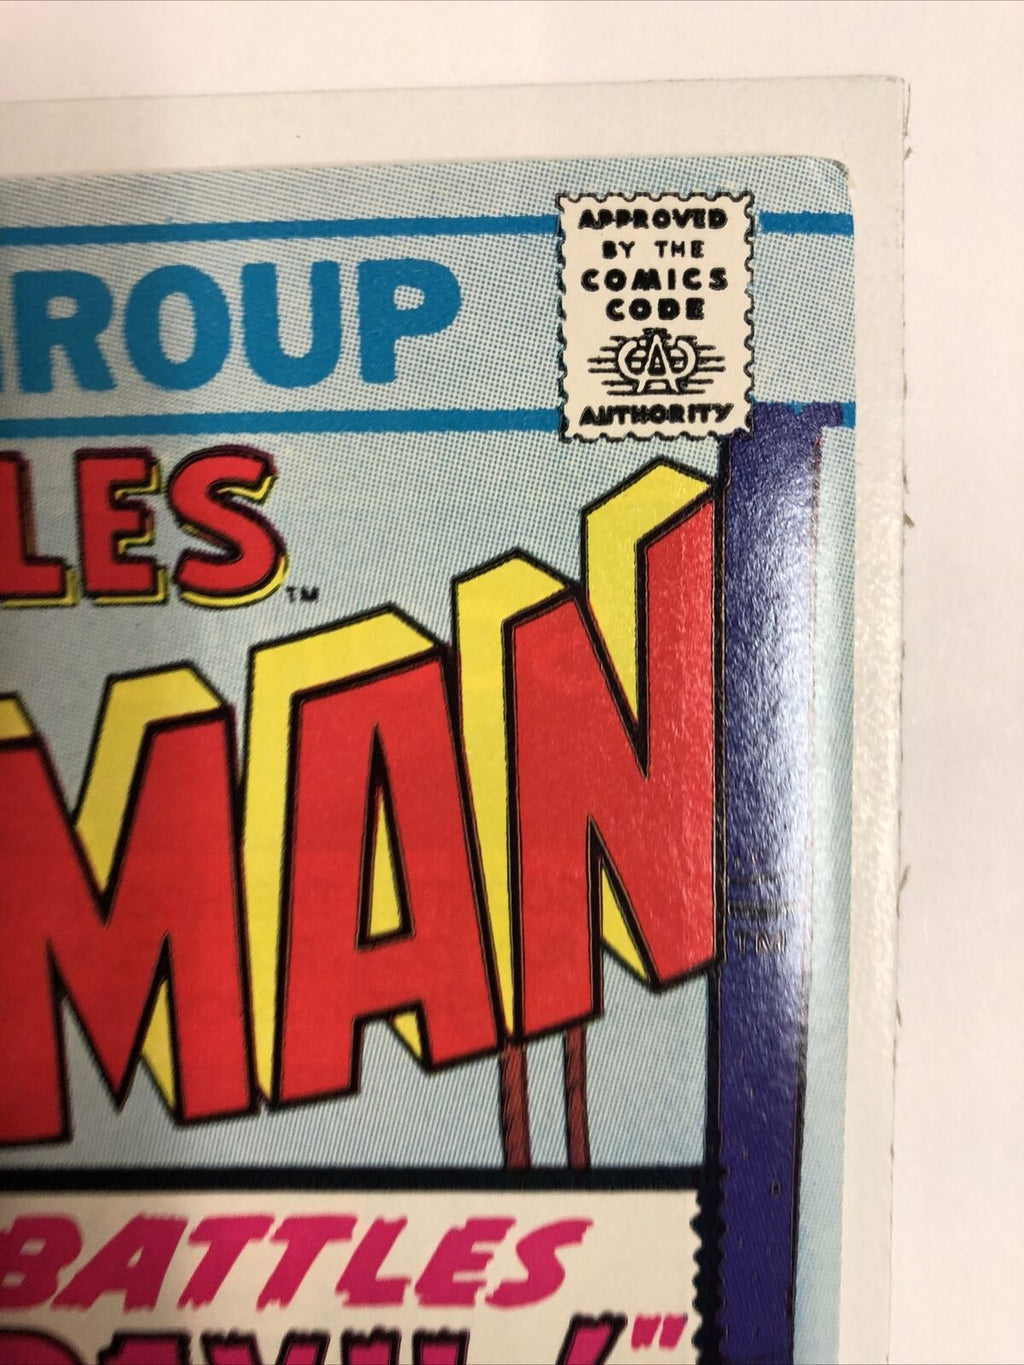 APPROVED
BY THE
COMICS
CODE
AUTHORITY
ROUP
LES
TM
MAN
TM
BATTLES
!"